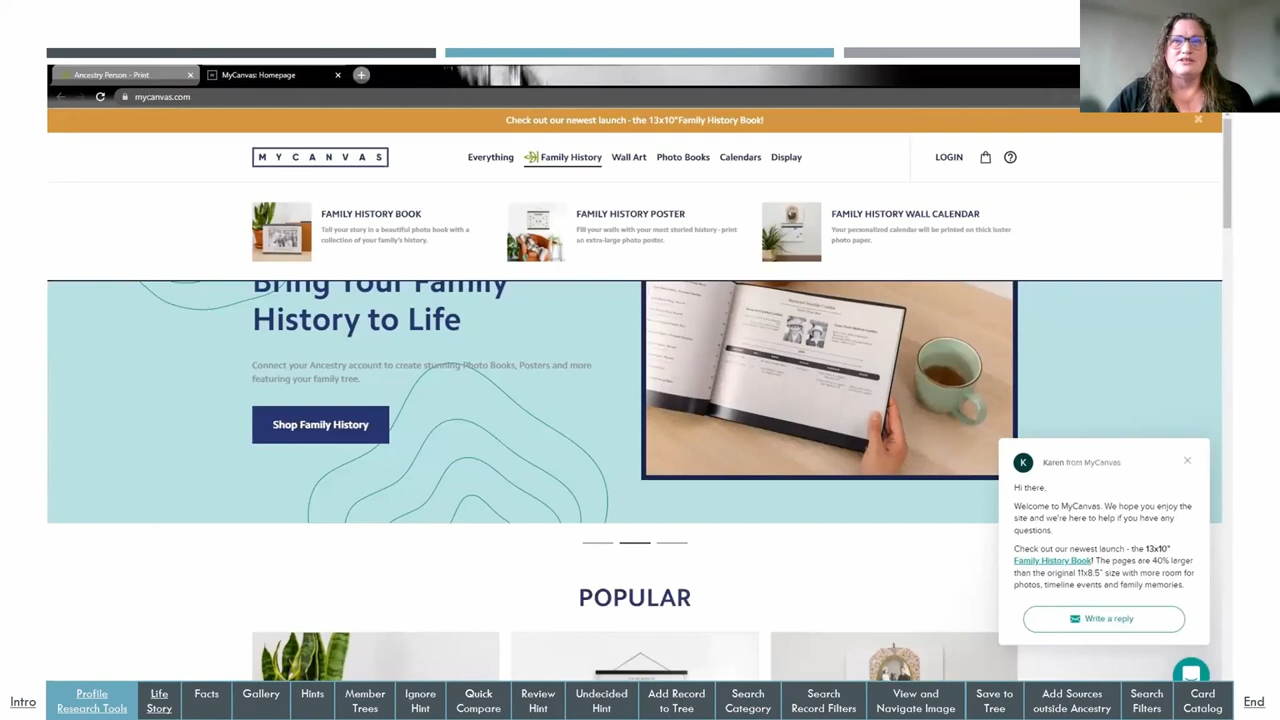 Ancestry Person - Print
MyCanvas: Homepage
mycanvas.com
Check out our newest launch - the 13x10"Family History Book!
MYCANVAS
Everything
Family History
Wall Art
Photo Books
Calendars
Display
LOGIN
FAMILY HISTORY BOOK
Tell your story in a beautiful photo book with a
collection of your family's history.
FAMILY HISTORY POSTER
Fill your walls with your most storied history - print
an extra-large photo poster.
FAMILY HISTORY WALL CALENDAR
Your personalized calendar will be printed on thick luster
photo paper.
Bring Your Family
History to Life
Connect your Ancestry account to create stunning Photo Books, Posters and more
featuring your family tree.
Shop Family History
K
Karen from MyCanvas
Hi there,
Welcome to MyCanvas. We hope you enjoy the
site and we're here to help if you have any
questions.
Check out our newest launch - the 13x10"
Family History Book! The pages are 40% larger
than the original 11x8.5" size with more room for
photos, timeline events and family memories.
Write a reply
POPULAR
Intro
Profile
Research Tools
Life
Story
Facts
Gallery
Hints
Member
Trees
Ignore
Hint
Quick
Compare
Review
Hint
Undecided
Hint
Add Record
to Tree
Search
Category
Search
Record Filters
View and
Navigate Image
Save to
Tree
Add Sources
outside Ancestry
Search
Filters
Card
Catalog
End